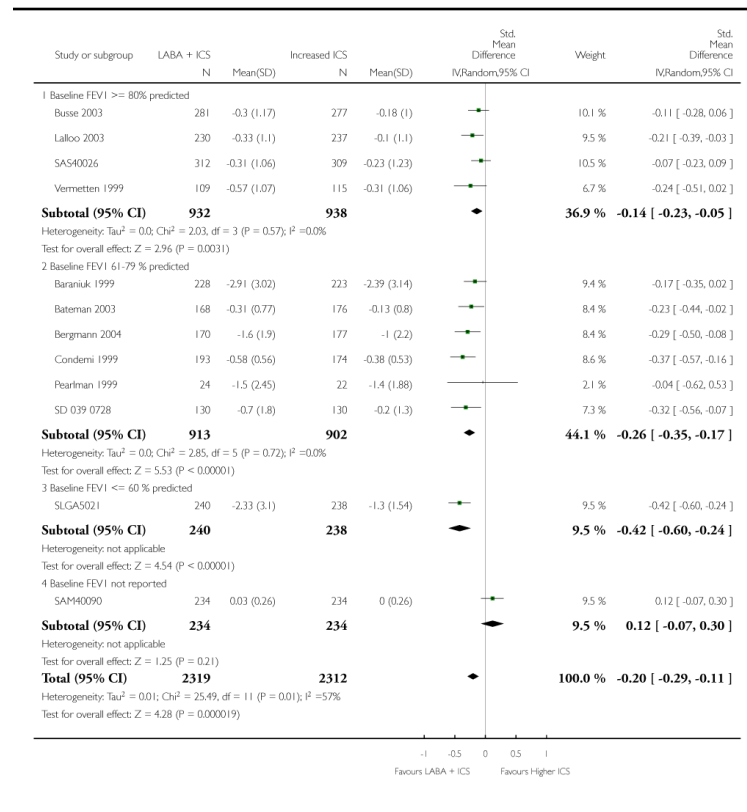 Std.
Mean
Difference
Std.
Mean
Difference
Study or subgroup LABA + ICS Increased ICS Weight
N Mean(SD) N Mean(SD) IV,Random,95% CI IV,Random,95% CI
1 Baseline FEV1 >= 80% predicted
Busse 2003 281 -0.3 (1.17) 277 -0.18 (1) 10.1 % -0.11 [ -0.28, 0.06 ]
Lalloo 2003 230 -0.33 (1.1) 237 -0.1 (1.1) 9.5 % -0.21 [ -0.39, -0.03 ]
SAS40026 312 -0.31 (1.06) 309 -0.23 (1.23) 10.5 % -0.07 [ -0.23, 0.09 ]
Vermetten 1999 109 -0.57 (1.07) 115 -0.31 (1.06) 6.7 % -0.24 [ -0.51, 0.02 ]
Subtotal (95% CI) 932 938 36.9 % -0.14 [ -0.23, -0.05 ]
Heterogeneity: Tau² = 0.0; Chi² = 2.03, df = 3 (P = 0.57); I² =0.0%
Test for overall effect: Z = 2.96 (P = 0.0031)
2 Baseline FEV1 61-79 % predicted
Baraniuk 1999 228 -2.91 (3.02) 223 -2.39 (3.14) 9.4 % -0.17 [ -0.35, 0.02 ]
Bateman 2003 168 -0.31 (0.77) 176 -0.13 (0.8) 8.4 % -0.23 [ -0.44, -0.02 ]
Bergmann 2004 170 -1.6 (1.9) 177 -1 (2.2) 8.4 % -0.29 [ -0.50, -0.08 ]
Condemi 1999 193 -0.58 (0.56) 174 -0.38 (0.53) 8.6 % -0.37 [ -0.57, -0.16 ]
Pearlman 1999 24 -1.5 (2.45) 22 -1.4 (1.88) 2.1 % -0.04 [ -0.62, 0.53 ]
SD 039 0728 130 -0.7 (1.8) 130 -0.2 (1.3) 7.3 % -0.32 [ -0.56, -0.07 ]
Subtotal (95% CI) 913 902 44.1 % -0.26 [ -0.35, -0.17 ]
Heterogeneity: Tau² = 0.0; Chi² = 2.85, df = 5 (P = 0.72); I² =0.0%
Test for overall effect: Z = 5.53 (P < 0.00001)
3 Baseline FEV1 <= 60 % predicted
SLGA5021 240 -2.33 (3.1) 238 -1.3 (1.54) 9.5 % -0.42 [ -0.60, -0.24 ]
Subtotal (95% CI) 240 238 9.5 % -0.42 [ -0.60, -0.24 ]
Heterogeneity: not applicable
Test for overall effect: Z = 4.54 (P < 0.00001)
4 Baseline FEV1 not reported
SAM40090 234 0.03 (0.26) 234 0 (0.26) 9.5 % 0.12 [ -0.07, 0.30 ]
Subtotal (95% CI) 234 234 9.5 % 0.12 [ -0.07, 0.30 ]
Heterogeneity: not applicable
Test for overall effect: Z = 1.25 (P = 0.21)
Total (95% CI) 2319 2312 100.0 % -0.20 [ -0.29, -0.11 ]
Heterogeneity: Tau² = 0.01; Chi² = 25.49, df = 11 (P = 0.01); I² =57%
Test for overall effect: Z = 4.28 (P = 0.000019)
-1 -0.5 0 0.5 1
Favours LABA + ICS Favours Higher ICS